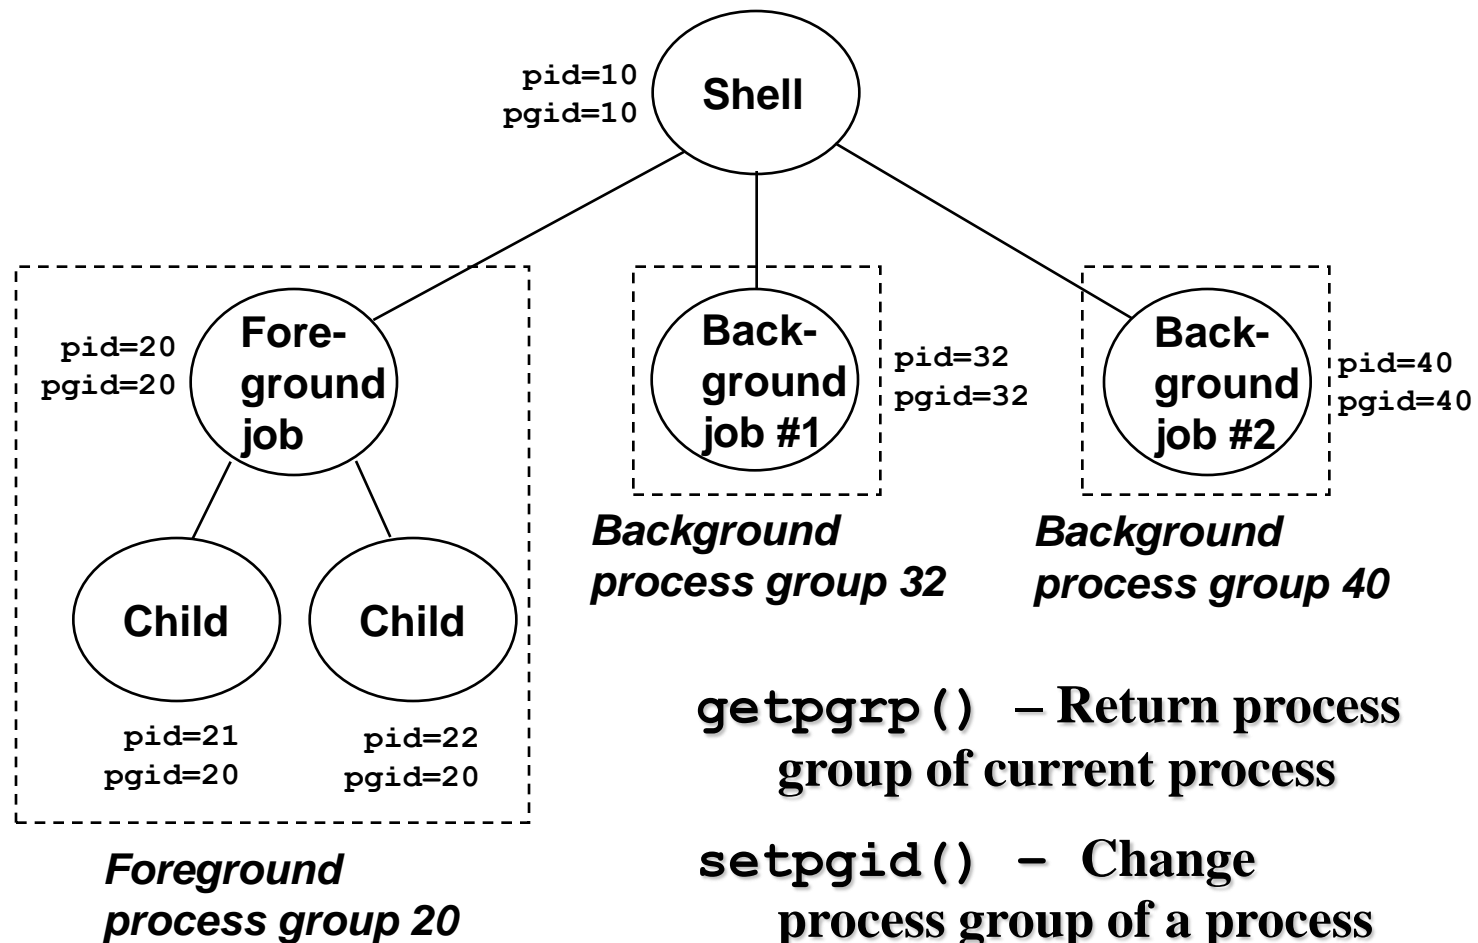 pid=10
pgid=10
Shell
pid=20
pgid=20
Fore-
ground
job
Back-
ground
job #1
pid=32
pgid=32
Back-
ground
job #2
pid=40
pgid=40
Background
process group 32
Background
process group 40
Child
Child
pid=21
pgid=20
pid=22
pgid=20
Foreground
process group 20
getpgrp() – Return process
group of current process
setpgid() – Change
process group of a process